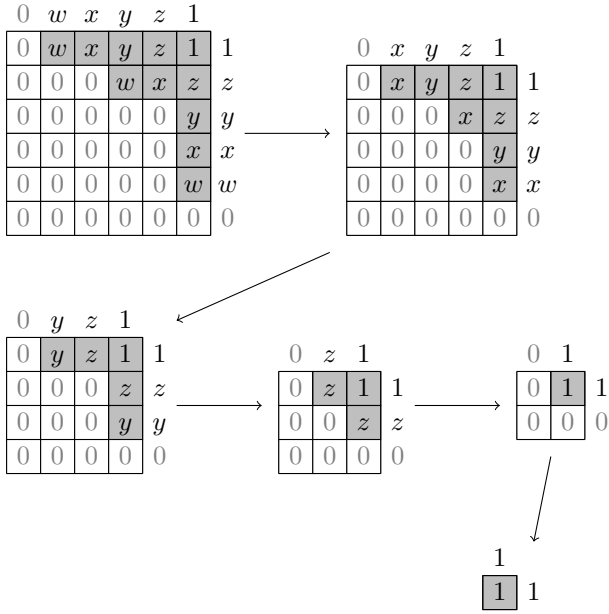 0 w x y z 1
0 w x y z 1 1
0 0 0 w x z z
0 0 0 0 0 y y
0 0 0 0 0 x x
0 0 0 0 0 w w
0 0 0 0 0 0 0
0 x y z 1
0 x y z 1 1
0 0 0 x z z
0 0 0 0 y y
0 0 0 0 x x
0 0 0 0 0 0
0 y z 1
0 y z 1 1
0 0 0 z z
0 0 0 y y
0 0 0 0 0
0 z 1
0 z 1 1
0 0 z z
0 0 0 0
0 1
0 1 1
0 0 0
1
1 1